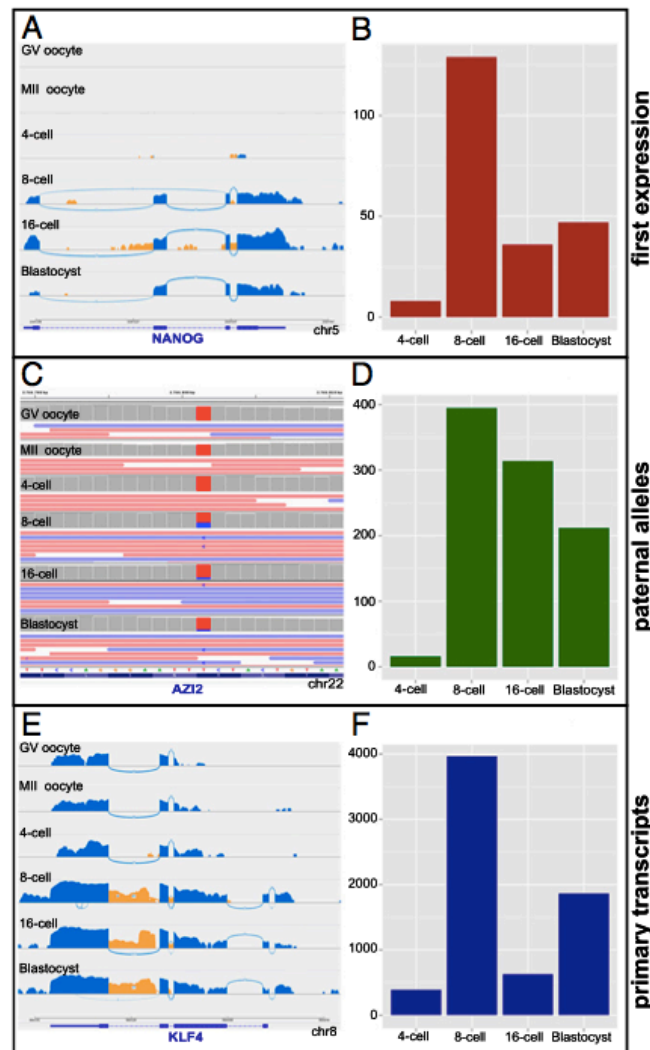 A
GV oocyte
MII oocyte
4-cell
8-cell
16-cell
Blastocyst
NANOG
chr5
B
100
50
0
4-cell 8-cell 16-cell Blastocyst
first expression
C
GV oocyte
MII oocyte
4-cell
8-cell
16-cell
Blastocyst
AZI2
chr22
D
400
300
200
100
0
4-cell 8-cell 16-cell Blastocyst
paternal alleles
E
GV oocyte
MII oocyte
4-cell
8-cell
16-cell
Blastocyst
KLF4
chr8
F
4000
3000
2000
1000
0
4-cell 8-cell 16-cell Blastocyst
primary transcripts